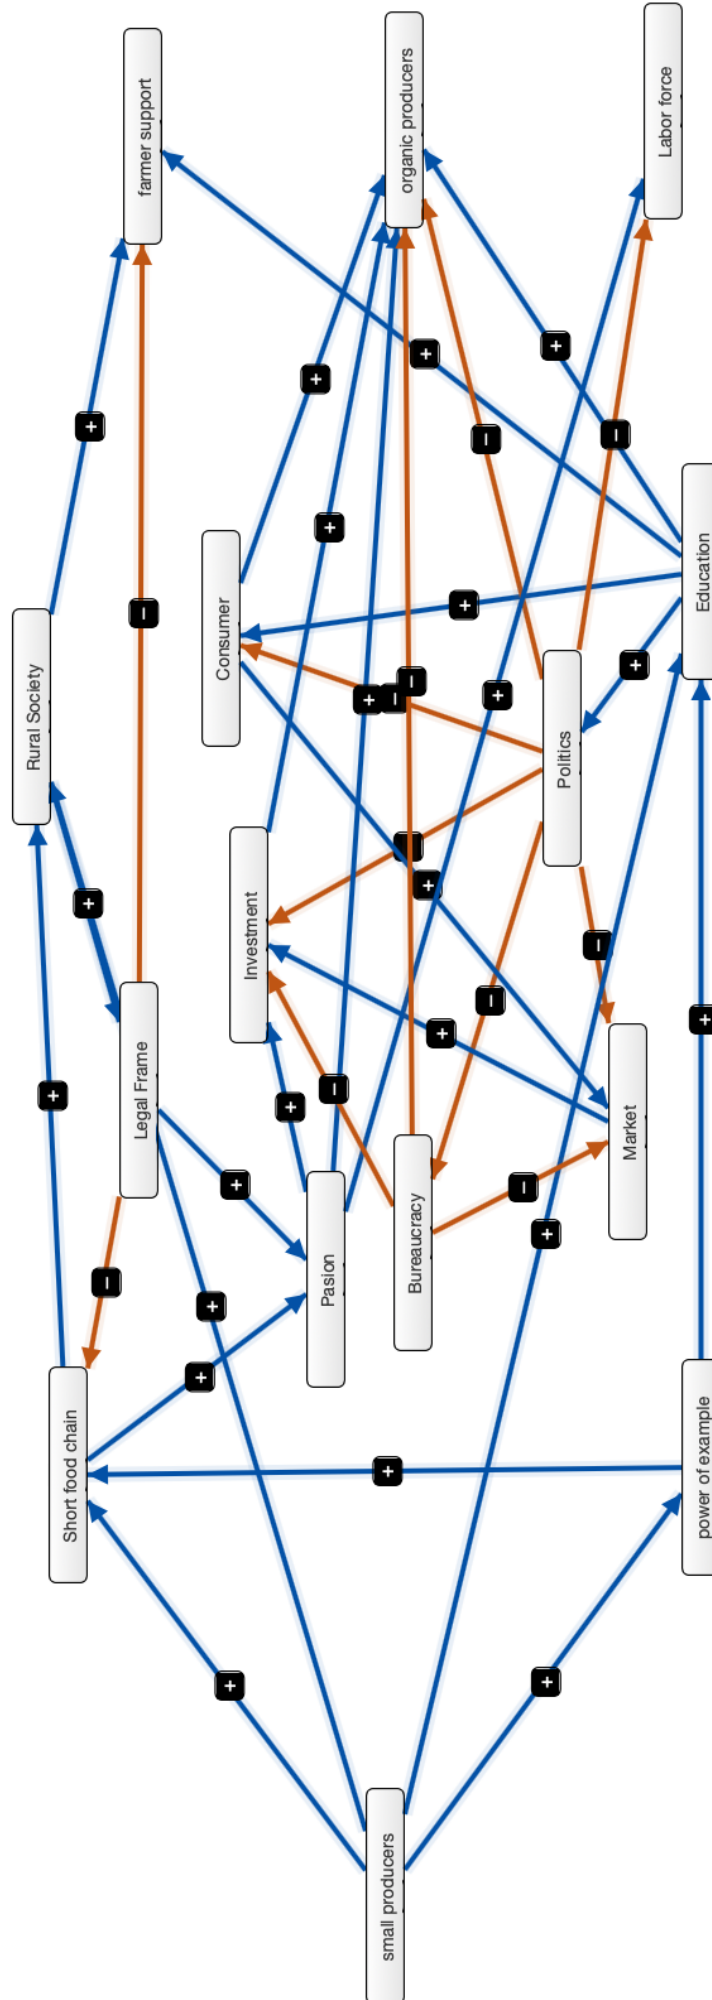 farmer support
organic producers
Labor force
Rural Society
Consumer
Education
Politics
Investment
Legal Frame
Market
Bureaucracy
Pasion
Short food chain
power of example
small producers
+
+
+
+
−
−
−
+
+
+
+
−
−
+
+
+
−
+
−
+
+
−
+
−
+
−
+
+
+
+
+